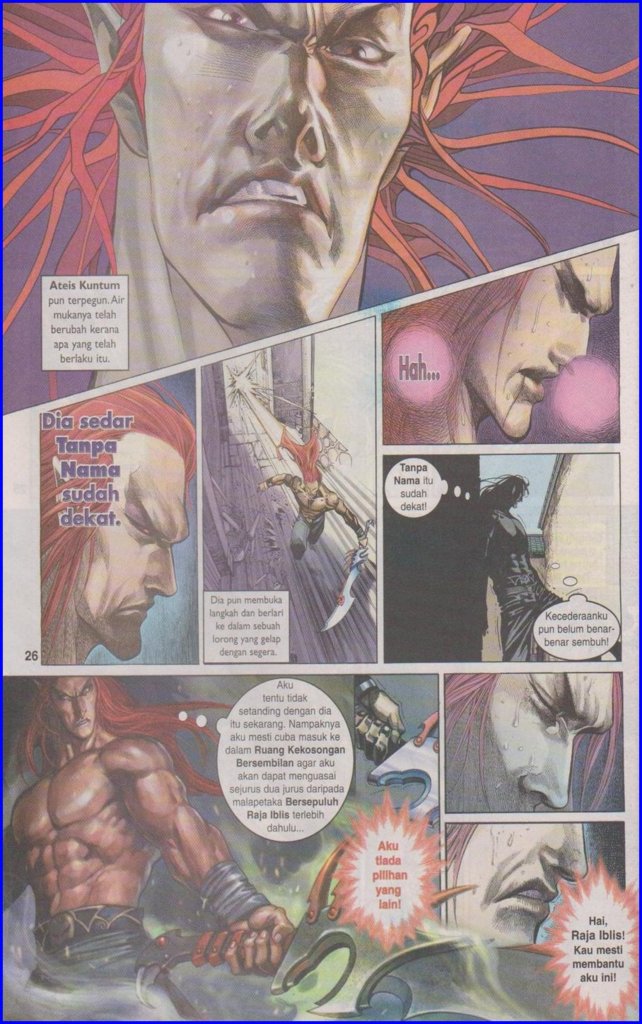 Ateis Kuntum
pun terpegun. Air
mukanya telah
berubah kerana
apa yang telah
berlaku itu.
Hah...
Dia sedar
Tanpa
Nama
sudah
dekat.
Dia pun membuka
langkah dan berlari
ke dalam sebuah
lorong yang gelap
dengan segera.
Tanpa
Nama itu
sudah
dekat!
Kecederaanku
pun belum benar-
benar sembuh!
26
Aku
tentu tidak
setanding dengan dia
itu sekarang. Nampaknya
aku mesti cuba masuk ke
dalam Ruang Kekosongan
Bersembilan agar aku
akan dapat menguasai
sejurus dua jurus daripada
malapetaka Bersepuluh
Raja Iblis terlebih
dahulu...
Aku
tiada
pilihan
yang
lain!
Hai,
Raja Iblis!
Kau mesti
membantu
aku ini!